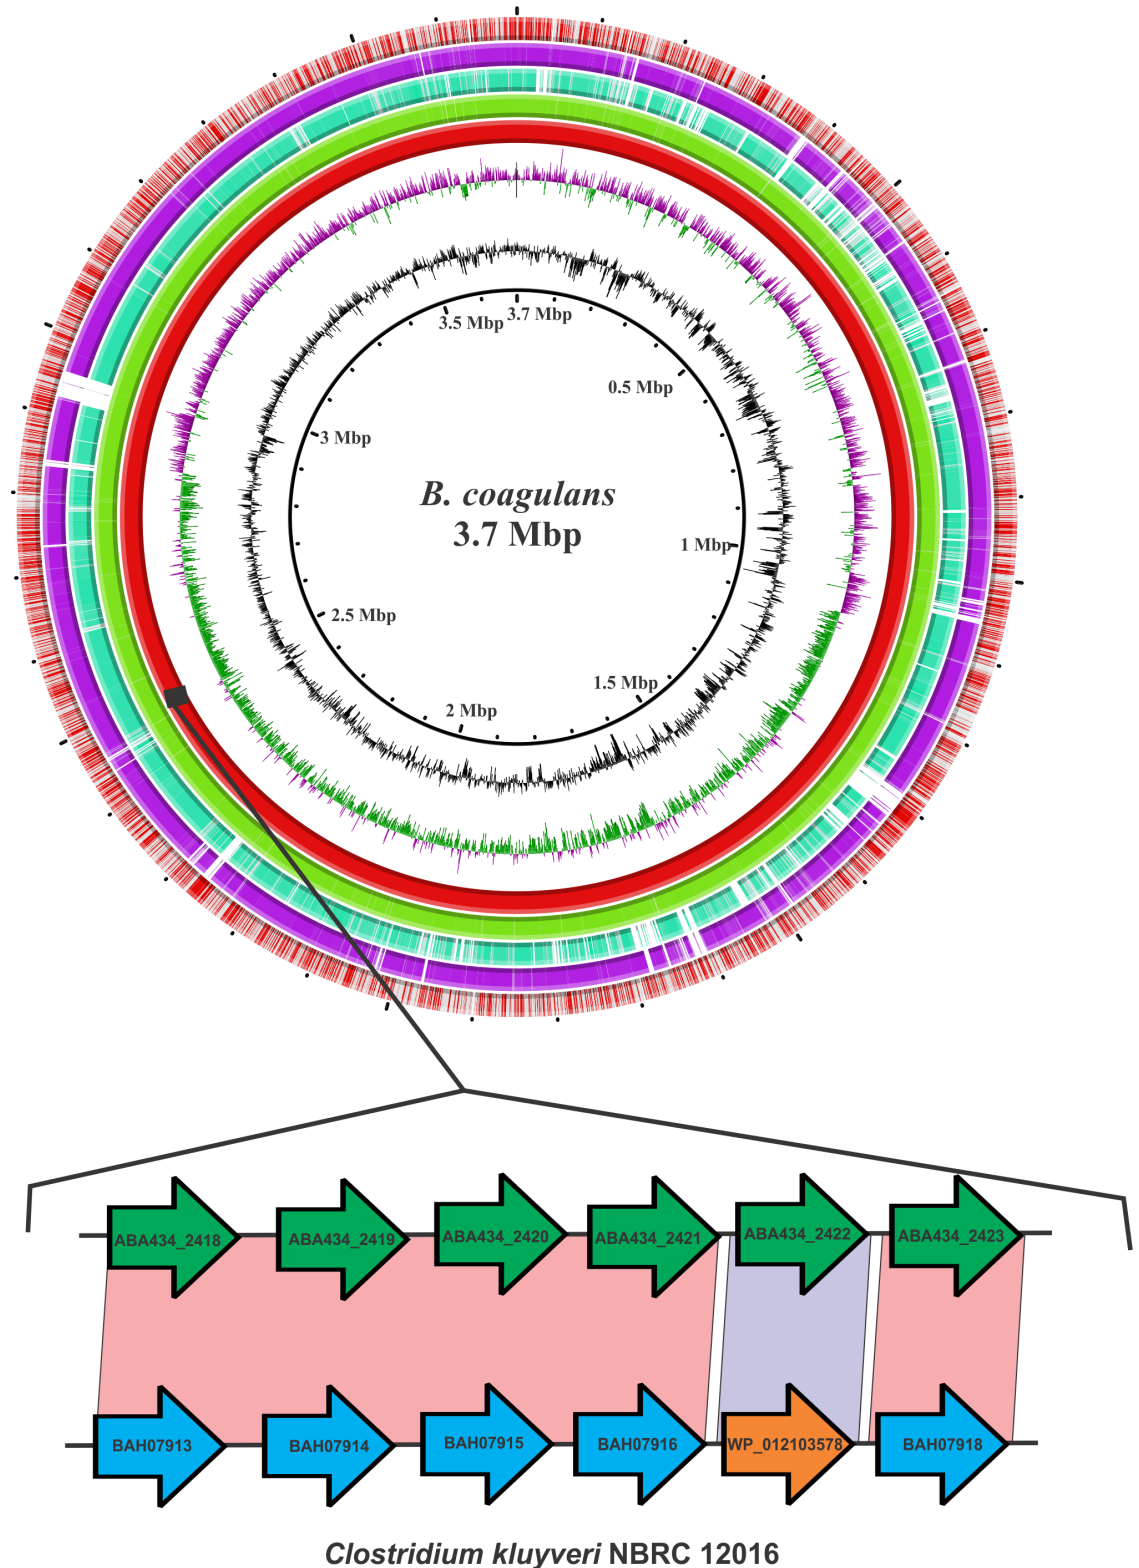 3.5 Mbp
3.7 Mbp
0.5 Mbp
3 Mbp
B. coagulans
3.7 Mbp
1 Mbp
2.5 Mbp
1.5 Mbp
2 Mbp
ABA434_2418
ABA434_2419
ABA434_2420
ABA434_2421
ABA434_2422
ABA434_2423
BAH07913
BAH07914
BAH07915
BAH07916
WP_012103578
BAH07918
Clostridium kluyveri NBRC 12016